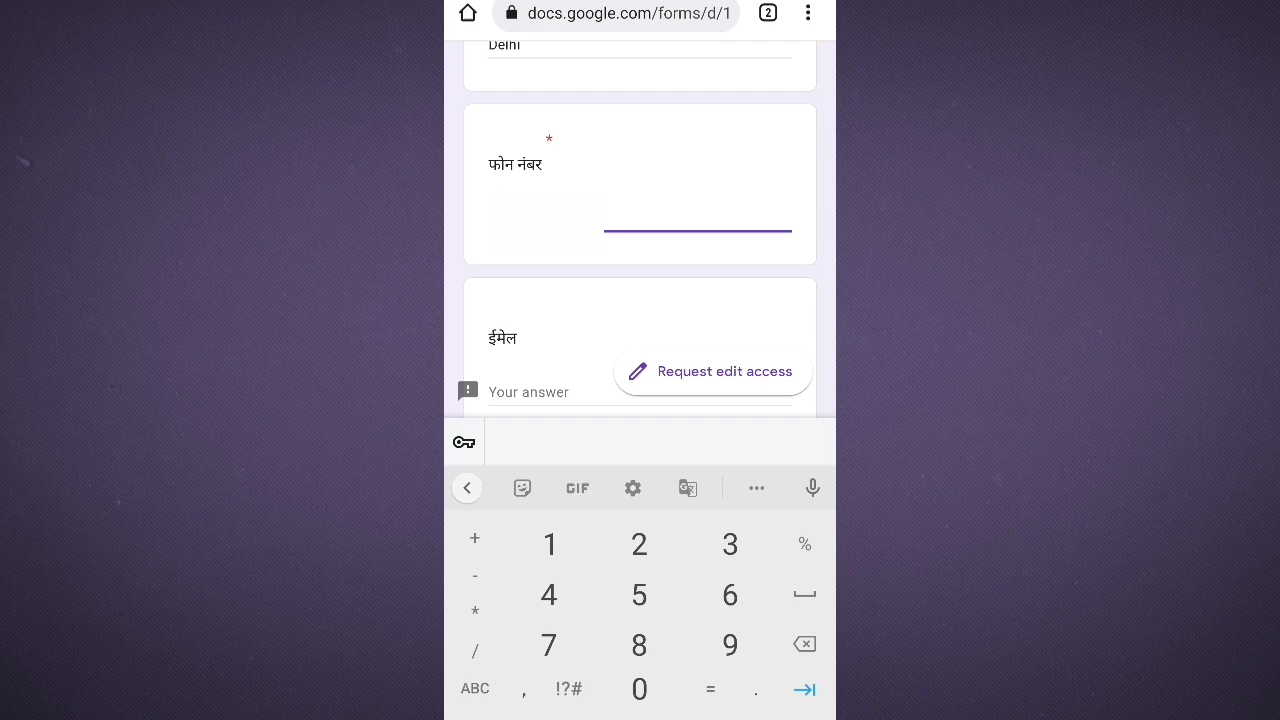 docs.google.com/forms/d/1
2
Delhi
*
फोन नंबर
ईमेल
Request edit access
Your answer
GIF
+ 1 2 3 %
- 4 5 6
*
/ 7 8 9
ABC , !?# 0 = .